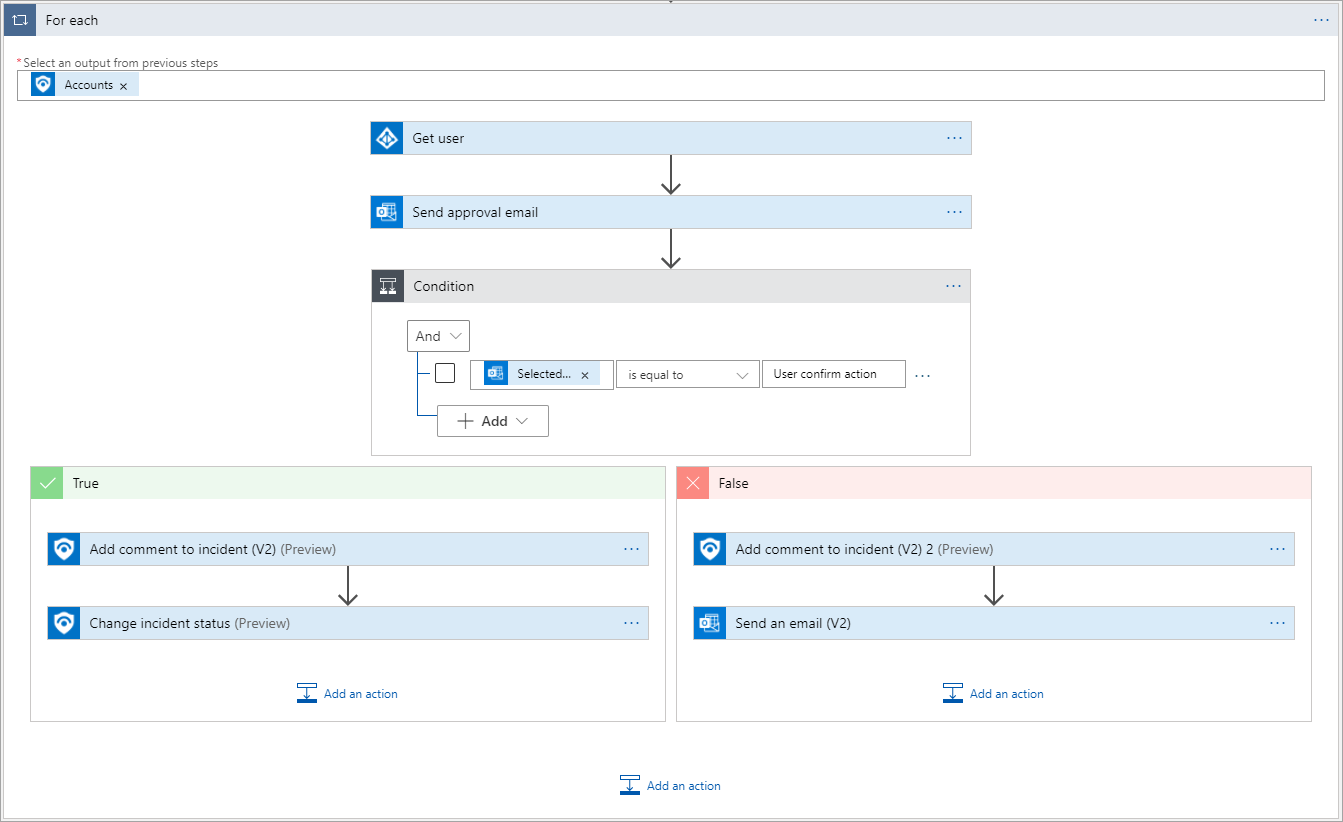 For each
*Select an output from previous steps
Accounts ×
Get user
Send approval email
Condition
And
Selected... × is equal to User confirm action
Add
True
False
Add comment to incident (V2) (Preview)
Change incident status (Preview)
Add an action
Add comment to incident (V2) 2 (Preview)
Send an email (V2)
Add an action
Add an action